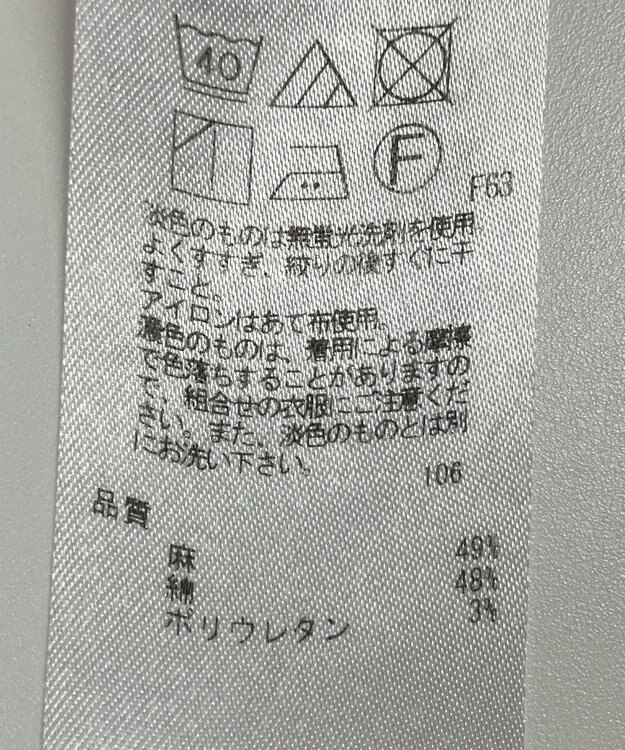 40
F
F63
淡色のものは無蛍光洗剤を使用
よくすすぎ、絞りの後すぐに干
すこと。
アイロンはあて布使用。
濃色のものは、着用による摩擦
で色落ちすることがありますの
で、組合せの衣服にご注意くだ
さい。また、淡色のものとは別
にお洗い下さい。
106
品質
麻 49%
綿 48%
ポリウレタン 3%